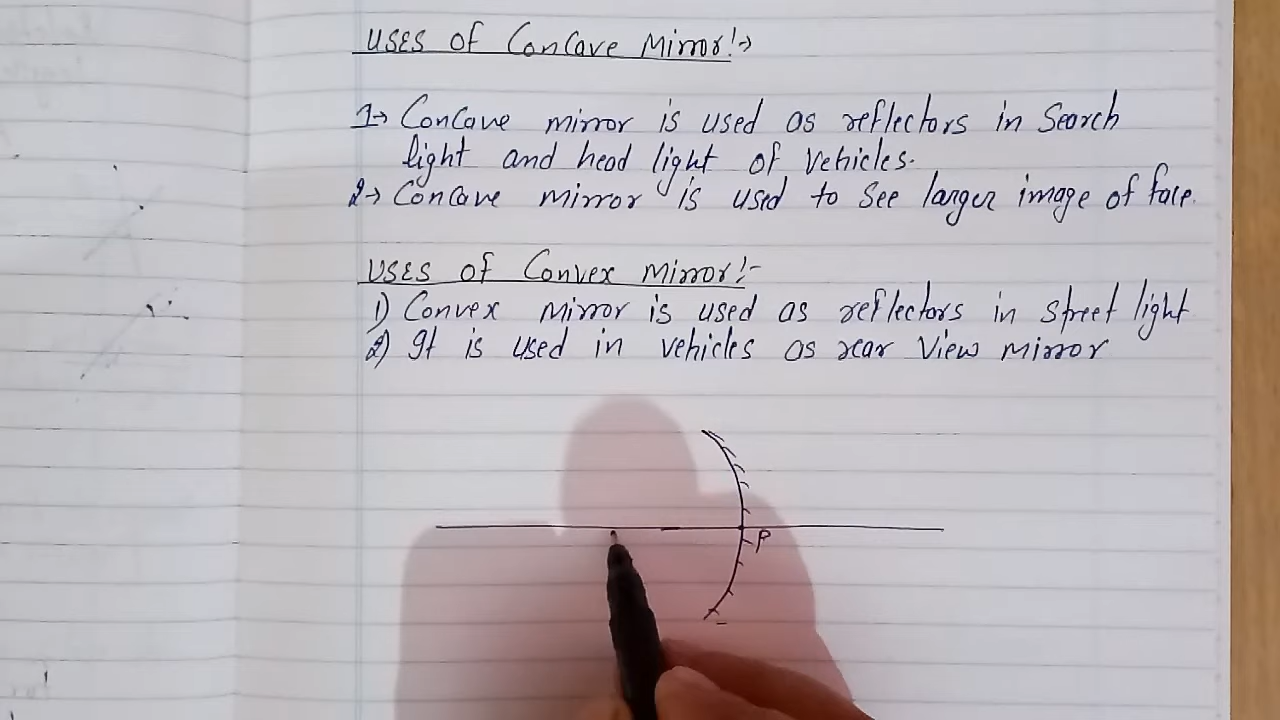 USES of Concave Mirror:→
1→ Concave mirror is used as reflectors in Search
light and head light of vehicles.
2→ Concave mirror is used to see larger image of face.
USES of Convex Mirror:-
1) Convex mirror is used as reflectors in street light
2) It is used in vehicles as rear view mirror
P